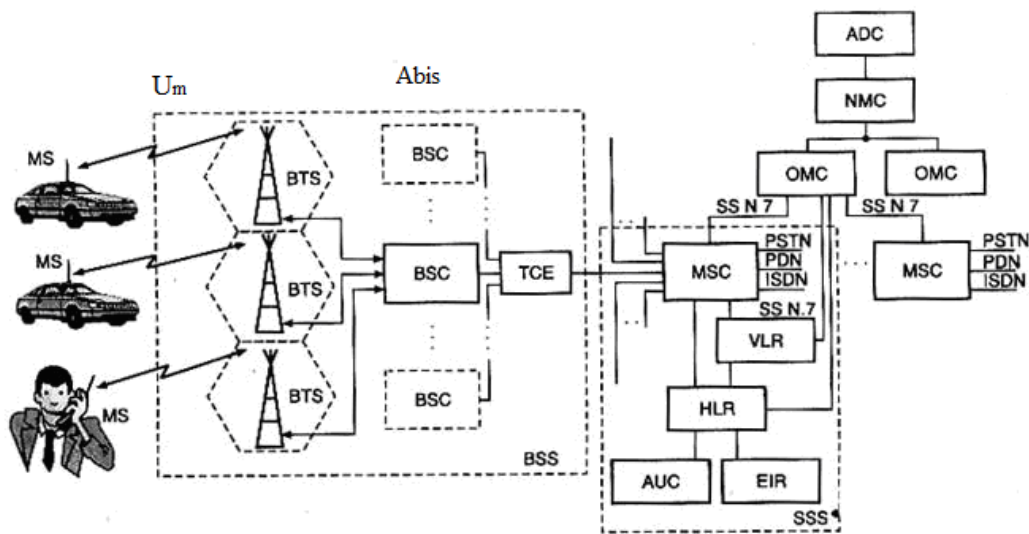 ADC
Um
Abis
NMC
MS
BTS
BSC
OMC
OMC
SS N 7
SS N 7
MS
BTS
BSC
TCE
MSC
PSTN
PDN
ISDN
MSC
PSTN
PDN
ISDN
SS N.7
VLR
MS
BTS
BSC
HLR
BSS
AUC
EIR
SSS